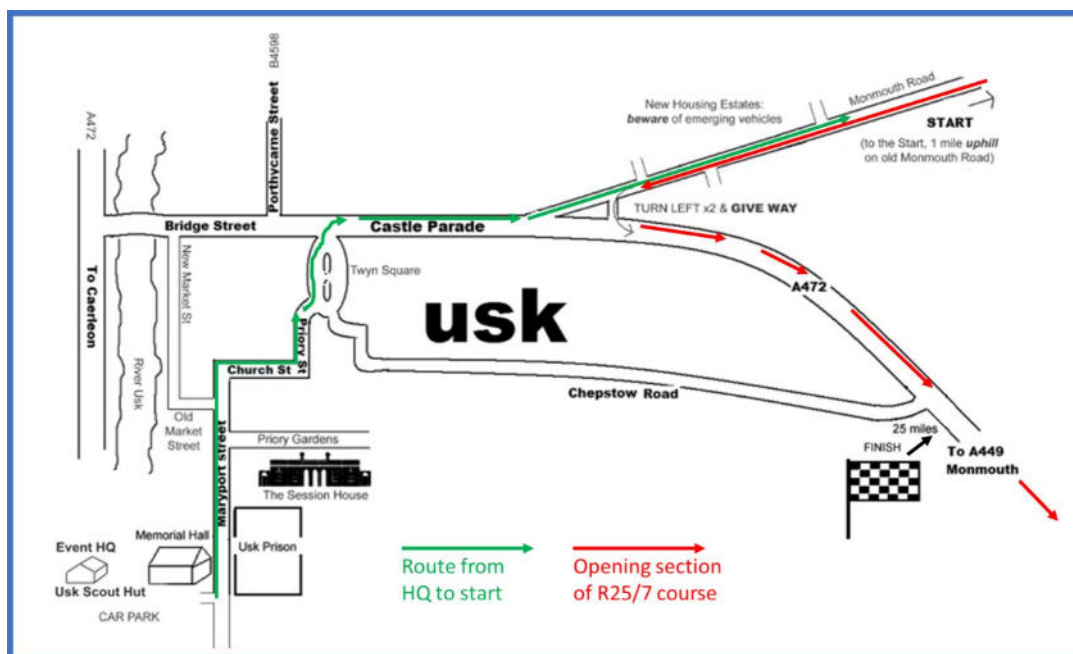 A472
Porthycarne Street
B4598
Monmouth Road
New Housing Estates:
beware of emerging vehicles
START
(to the Start, 1 mile uphill
on old Monmouth Road)
TURN LEFT x2 & GIVE WAY
Bridge Street
Castle Parade
Twyn Square
To Caerleon
New Market St
River Usk
usk
A472
Priory St
Church St
Chepstow Road
Old
Market
Street
25 miles
FINISH
To A449
Monmouth
Maryport street
Priory Gardens
The Session House
Memorial Hall
Usk Prison
Event HQ
Usk Scout Hut
CAR PARK
Route from
HQ to start
Opening section
of R25/7 course